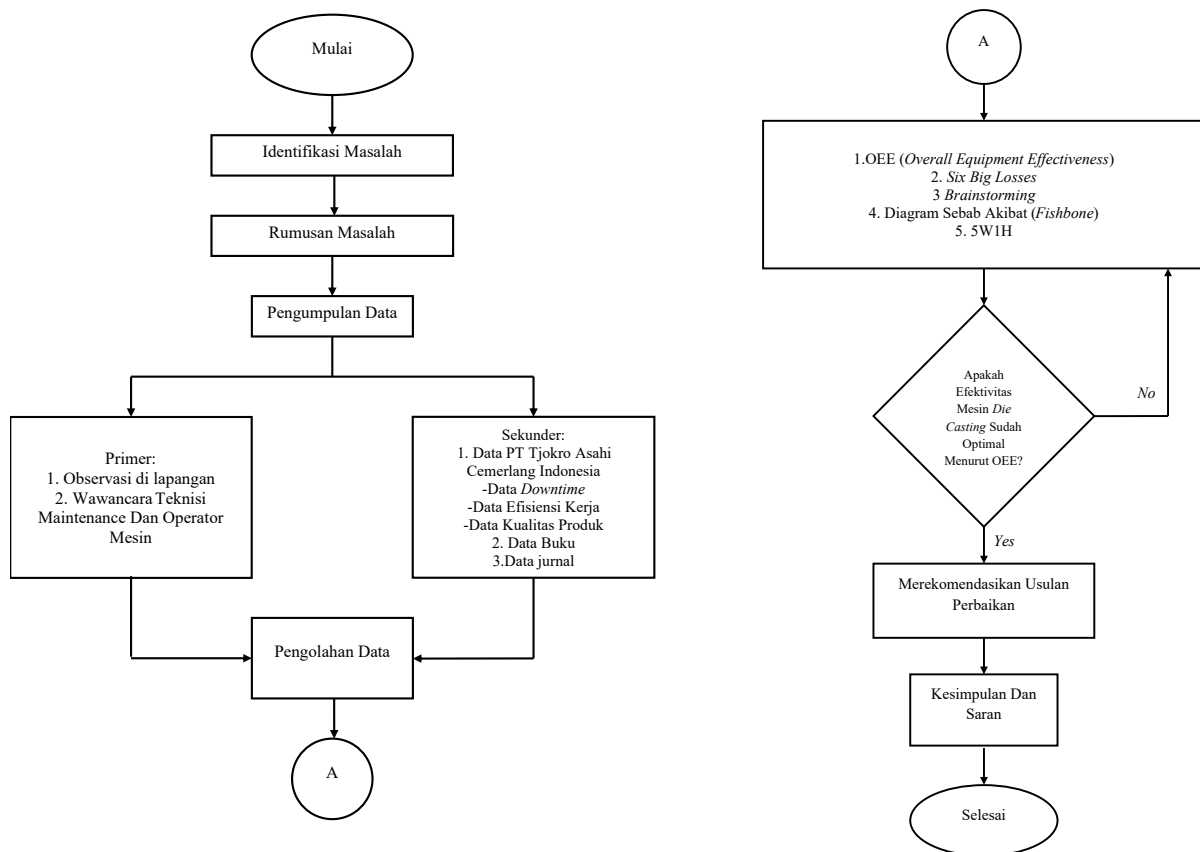 Mulai
Identifikasi Masalah
Rumusan Masalah
Pengumpulan Data
Primer:
1. Observasi di lapangan
2. Wawancara Teknisi
Maintenance Dan Operator
Mesin
Sekunder:
1. Data PT Tjokro Asahi
Cemerlang Indonesia
-Data Downtime
-Data Efisiensi Kerja
-Data Kualitas Produk
2. Data Buku
3.Data jurnal
Pengolahan Data
A
A
1.OEE (Overall Equipment Effectiveness)
2. Six Big Losses
3 Brainstorming
4. Diagram Sebab Akibat (Fishbone)
5. 5W1H
Apakah
Efektivitas
Mesin Die
Casting Sudah
Optimal
Menurut OEE?
No
Yes
Merekomendasikan Usulan
Perbaikan
Kesimpulan Dan
Saran
Selesai